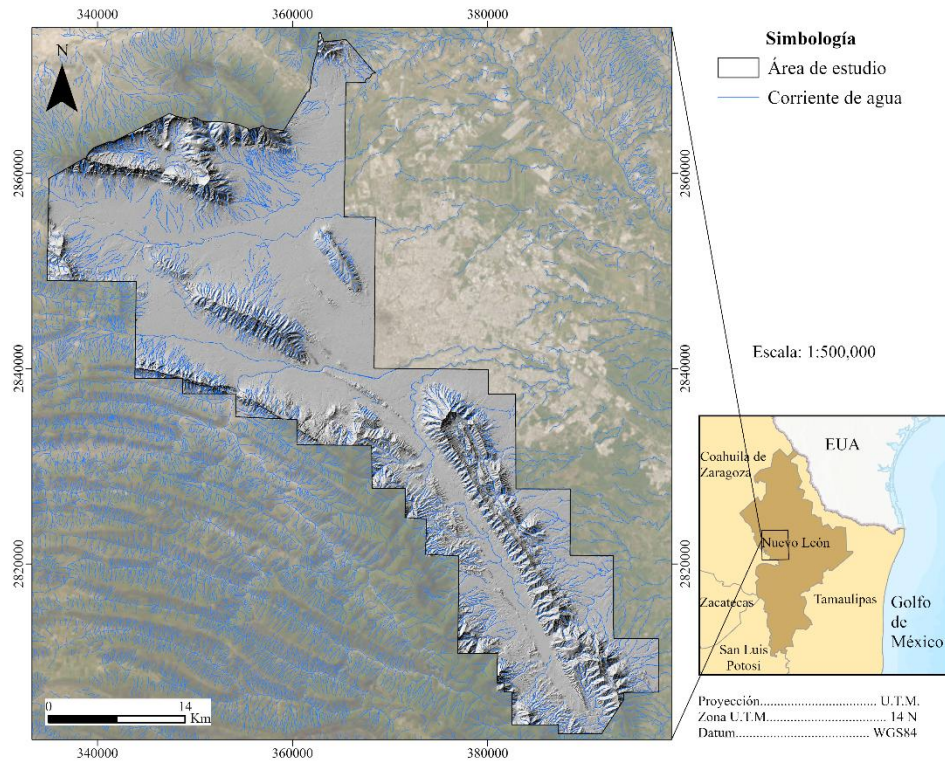 340000
360000
380000
N
2860000
2840000
2820000
2860000
2840000
2820000
0
14
Km
340000
360000
380000
Simbología
Área de estudio
Corriente de agua
Escala: 1:500,000
EUA
Coahuila de
Zaragoza
Nuevo León
Zacatecas
Tamaulipas
Golfo
de
México
San Luis
Potosí
Proyección................................ U.T.M.
Zona U.T.M............................... 14 N
Datum................................... WGS84